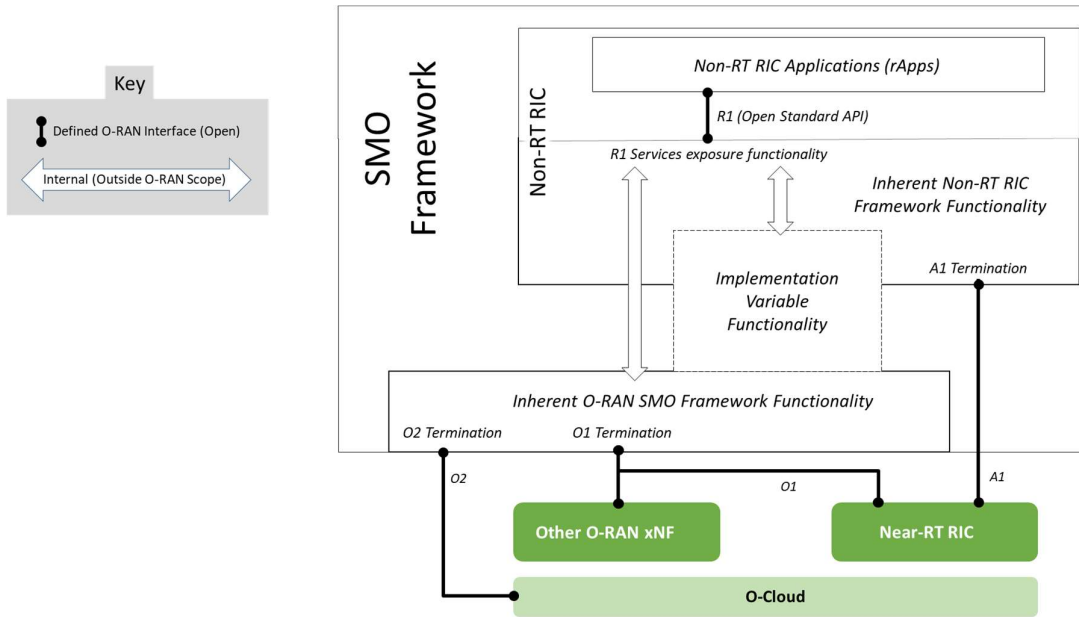 Key
Defined O-RAN Interface (Open)
Internal (Outside O-RAN Scope)
SMO
Framework
Non-RT RIC
Non-RT RIC Applications (rApps)
R1 (Open Standard API)
R1 Services exposure functionality
Inherent Non-RT RIC
Framework Functionality
Implementation
Variable
Functionality
A1 Termination
Inherent O-RAN SMO Framework Functionality
O2 Termination
O1 Termination
O2
O1
A1
Other O-RAN xNF
Near-RT RIC
O-Cloud